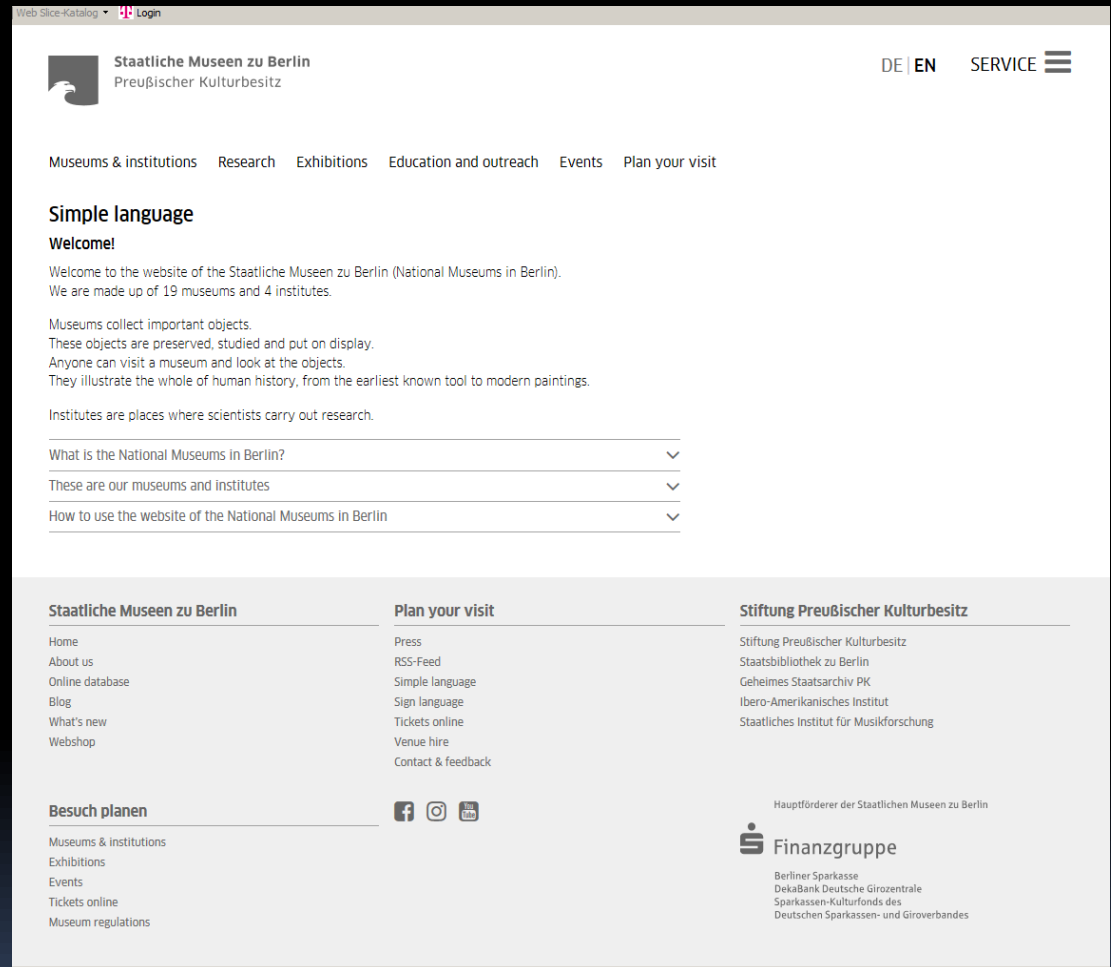 Web Slice-Katalog
Login
Staatliche Museen zu Berlin
Preußischer Kulturbesitz
DE | EN
SERVICE
Museums & institutions Research Exhibitions Education and outreach Events Plan your visit
Simple language
Welcome!
Welcome to the website of the Staatliche Museen zu Berlin (National Museums in Berlin).
We are made up of 19 museums and 4 institutes.
Museums collect important objects.
These objects are preserved, studied and put on display.
Anyone can visit a museum and look at the objects.
They illustrate the whole of human history, from the earliest known tool to modern paintings.
Institutes are places where scientists carry out research.
What is the National Museums in Berlin?
These are our museums and institutes
How to use the website of the National Museums in Berlin
Staatliche Museen zu Berlin
Home
About us
Online database
Blog
What's new
Webshop
Plan your visit
Press
RSS-Feed
Simple language
Sign language
Tickets online
Venue hire
Contact & feedback
Stiftung Preußischer Kulturbesitz
Stiftung Preußischer Kulturbesitz
Staatsbibliothek zu Berlin
Geheimes Staatsarchiv PK
Ibero-Amerikanisches Institut
Staatliches Institut für Musikforschung
Besuch planen
Museums & institutions
Exhibitions
Events
Tickets online
Museum regulations
You
Tube
Hauptförderer der Staatlichen Museen zu Berlin
Finanzgruppe
Berliner Sparkasse
DekaBank Deutsche Girozentrale
Sparkassen-Kulturfonds des
Deutschen Sparkassen- und Giroverbandes